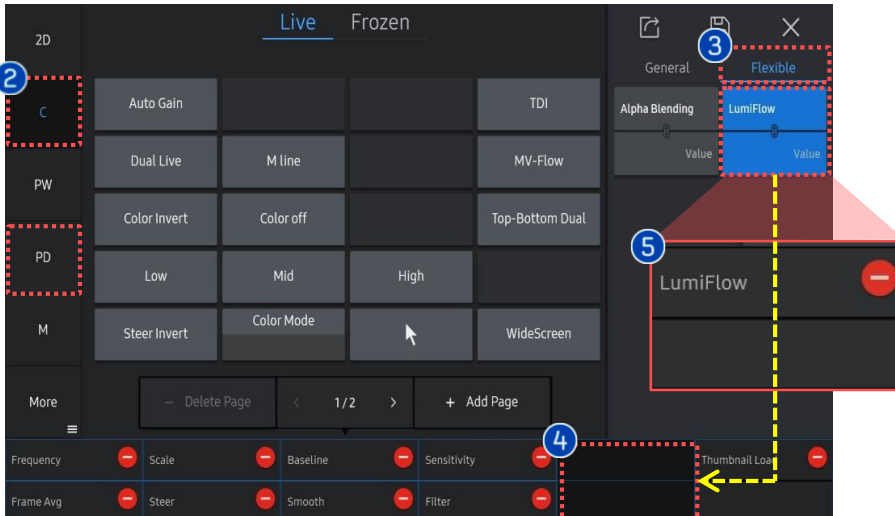 Live Frozen
2D
2
C
PW
PD
M
More
Auto Gain
TDI
Dual Live
M line
MV-Flow
Color Invert
Color off
Top-Bottom Dual
Low
Mid
High
Steer Invert
Color Mode
WideScreen
− Delete Page
< 1/2 >
+ Add Page
3
General
Flexible
Alpha Blending
LumiFlow
Value
Value
5
LumiFlow
4
Frequency
Scale
Baseline
Sensitivity
Thumbnail Loa
Frame Avg
Steer
Smooth
Filter